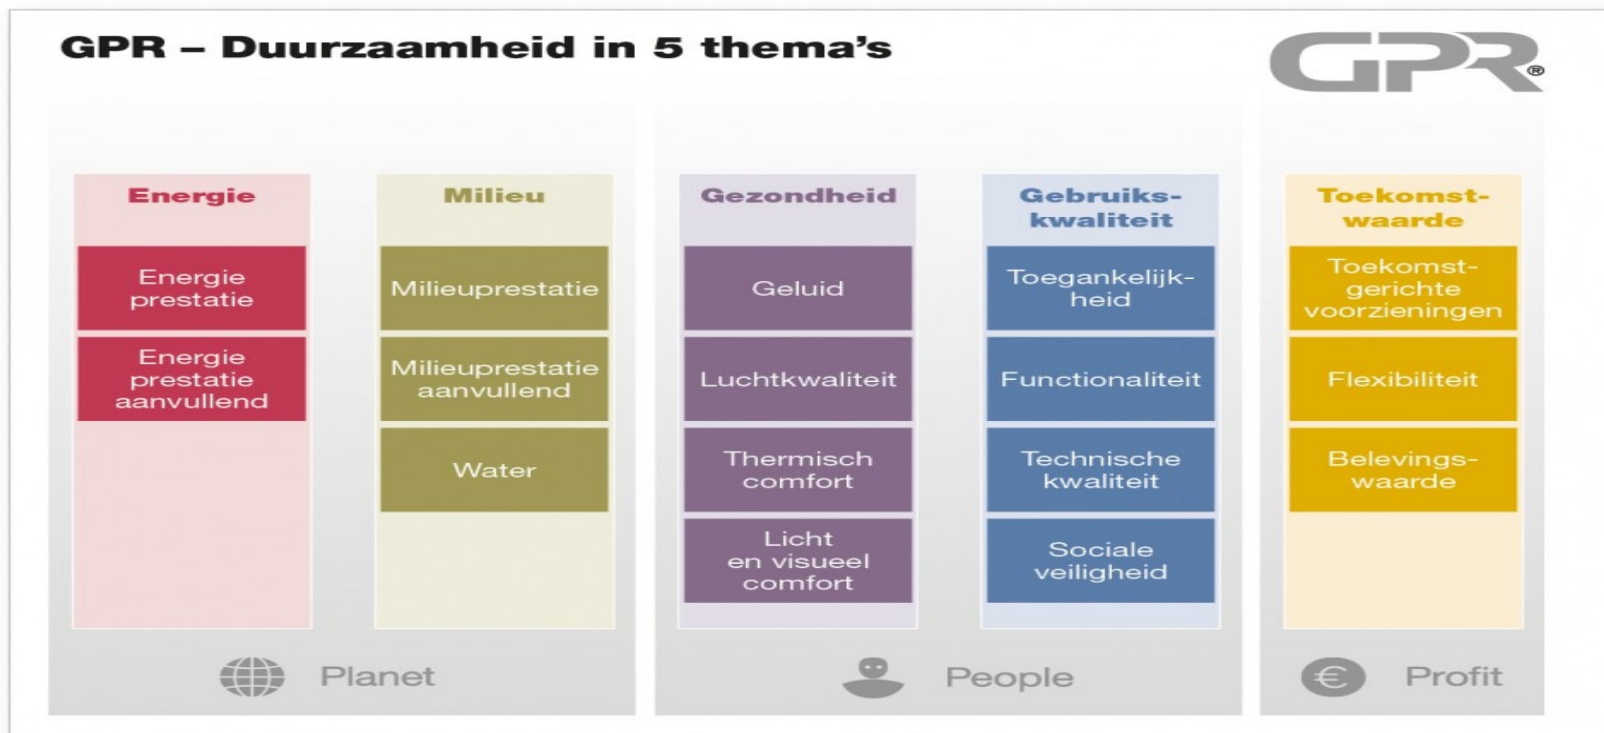 GPR – Duurzaamheid in 5 thema's
GPR®
Energie
Energie
prestatie
Energie
prestatie
aanvullend
Milieu
Milieuprestatie
Milieuprestatie
aanvullend
Water
Planet
Gezondheid
Geluid
Luchtkwaliteit
Thermisch
comfort
Licht
en visueel
comfort
Gebruiks-
kwaliteit
Toegankelijk-
heid
Functionaliteit
Technische
kwaliteit
Sociale
veiligheid
People
Toekomst-
waarde
Toekomst-
gerichte
voorzieningen
Flexibiliteit
Belevings-
waarde
€
Profit